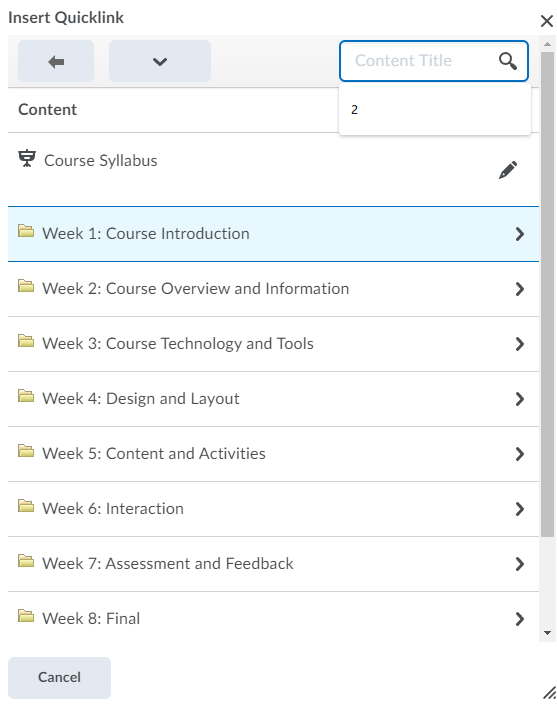 Insert Quicklink
Content Title
2
Content
Course Syllabus
Week 1: Course Introduction
Week 2: Course Overview and Information
Week 3: Course Technology and Tools
Week 4: Design and Layout
Week 5: Content and Activities
Week 6: Interaction
Week 7: Assessment and Feedback
Week 8: Final
Cancel